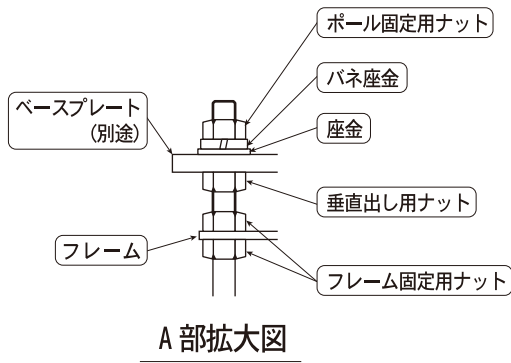 ポール固定用ナット
バネ座金
座金
ベースプレート
(別途)
垂直出し用ナット
フレーム
フレーム固定用ナット
A 部拡大図